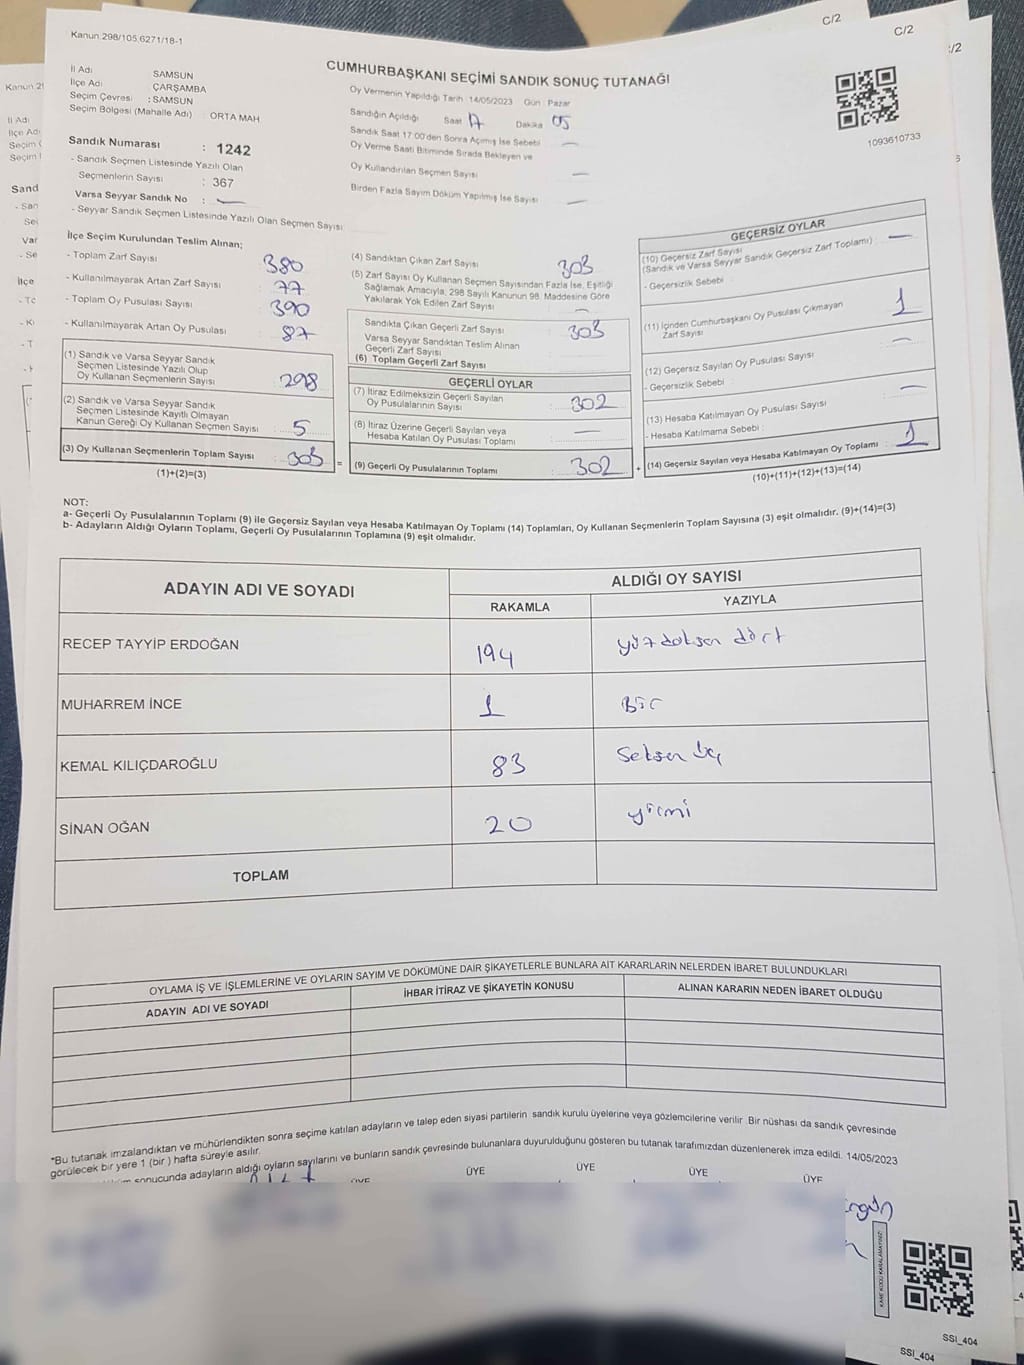 C/2
C/2
/2
Kanun.298/105.6271/18-1
CUMHURBAŞKANI SEÇİMİ SANDIK SONUÇ TUTANAĞI
İl Adı SAMSUN
İlçe Adı ÇARŞAMBA
Seçim Çevresi : SAMSUN
Seçim Bölgesi (Mahalle Adı) ORTA MAH
Oy Vermenin Yapıldığı Tarih 14/05/2023 Gün : Pazar
Sandığın Açıldığı Saat 17 Dakika 05
Sandık Saat 17:00'den Sonra Açımış İse Sebebi —
Oy Verme Saati Bitiminde Sırada Bekleyen ve
Oy Kullandırılan Seçmen Sayısı —
Birden Fazla Sayım Döküm Yapılmış İse Sayısı —
1093610733
Sandık Numarası : 1242
- Sandık Seçmen Listesinde Yazılı Olan
Seçmenlerin Sayısı : 367
Varsa Seyyar Sandık No : —
- Seyyar Sandık Seçmen Listesinde Yazılı Olan Seçmen Sayısı
İlçe Seçim Kurulundan Teslim Alınan;
- Toplam Zarf Sayısı 380
- Kullanılmayarak Artan Zarf Sayısı 77
- Toplam Oy Pusulası Sayısı 390
- Kullanılmayarak Artan Oy Pusulası 87
(1) Sandık ve Varsa Seyyar Sandık
Seçmen Listesinde Yazılı Olup
Oy Kullanan Seçmenlerin Sayısı 298
(2) Sandık ve Varsa Seyyar Sandık
Seçmen Listesinde Kayıtlı Olmayan
Kanun Gereği Oy Kullanan Seçmen Sayısı 5
(3) Oy Kullanan Seçmenlerin Toplam Sayısı 303
(1)+(2)=(3)
=
(4) Sandıktan Çıkan Zarf Sayısı 303
(5) Zarf Sayısı Oy Kullanan Seçmen Sayısından Fazla İse, Eşitliği
Sağlamak Amacıyla, 298 Sayılı Kanunun 98. Maddesine Göre
Yakılarak Yok Edilen Zarf Sayısı —
Sandıkta Çıkan Geçerli Zarf Sayısı 303
Varsa Seyyar Sandıktan Teslim Alınan
Geçerli Zarf Sayısı
(6) Toplam Geçerli Zarf Sayısı
GEÇERLİ OYLAR
(7) İtiraz Edilmeksizin Geçerli Sayılan
Oy Pusulalarının Sayısı 302
(8) İtiraz Üzerine Geçerli Sayılan veya
Hesaba Katılan Oy Pusulası Toplamı —
(9) Geçerli Oy Pusulalarının Toplamı 302
+
GEÇERSİZ OYLAR
(10) Geçersiz Zarf Sayısı
(Sandık ve Varsa Seyyar Sandık Geçersiz Zarf Toplamı) : —
- Geçersizlik Sebebi
(11) İçinden Cumhurbaşkanı Oy Pusulası Çıkmayan
Zarf Sayısı 1
(12) Geçersiz Sayılan Oy Pusulası Sayısı —
- Geçersizlik Sebebi :
(13) Hesaba Katılmayan Oy Pusulası Sayısı —
- Hesaba Katılmama Sebebi :
(14) Geçersiz Sayılan veya Hesaba Katılmayan Oy Toplamı : 1
(10)+(11)+(12)+(13)=(14)
NOT:
a- Geçerli Oy Pusulalarının Toplamı (9) ile Geçersiz Sayılan veya Hesaba Katılmayan Oy Toplamı (14) Toplamları, Oy Kullanan Seçmenlerin Toplam Sayısına (3) eşit olmalıdır. (9)+(14)=(3)
b- Adayların Aldığı Oyların Toplamı, Geçerli Oy Pusulalarının Toplamına (9) eşit olmalıdır.
ADAYIN ADI VE SOYADI
ALDIĞI OY SAYISI
RAKAMLA YAZIYLA
RECEP TAYYİP ERDOĞAN 194 yüzdoksan dört
MUHARREM İNCE 1 Bir
KEMAL KILIÇDAROĞLU 83 Seksen üç
SİNAN OĞAN 20 yirmi
TOPLAM
OYLAMA İŞ VE İŞLEMLERİNE VE OYLARIN SAYIM VE DÖKÜMÜNE DAİR ŞİKAYETLERLE BUNLARA AİT KARARLARIN NELERDEN İBARET BULUNDUKLARI
ADAYIN ADI VE SOYADI İHBAR İTİRAZ VE ŞİKAYETİN KONUSU ALINAN KARARIN NEDEN İBARET OLDUĞU
*Bu tutanak imzalandıktan ve mühürlendikten sonra seçime katılan adayların ve talep eden siyasi partilerin sandık kurulu üyelerine veya gözlemcilerine verilir. Bir nüshası da sandık çevresinde
görülecek bir yere 1 (bir ) hafta süreyle asılır.
sonucunda adayların aldığı oyların sayılarını ve bunların sandık çevresinde bulunanlara duyurulduğunu gösteren bu tutanak tarafımızdan düzenlenerek imza edildi. 14/05/2023
ÜYE ÜYE ÜYE ÜYE ÜYE
KARE KODU KARALAMAYINIZ
SSI_404
SSI_404